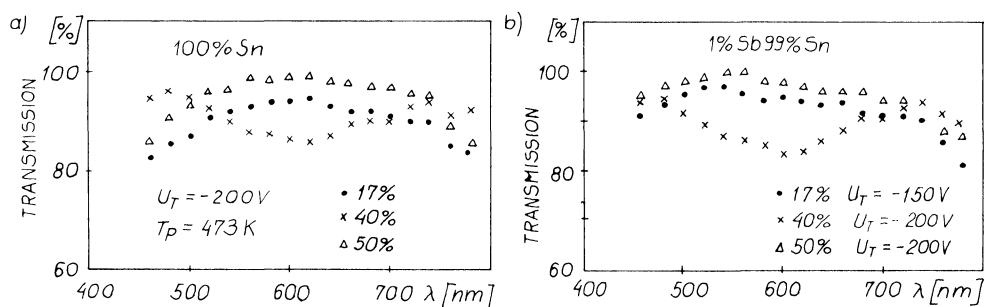 a) [%]
100% Sn
100
80
60
TRANSMISSION
U_T = -200V
T_P = 473 K
• 17%
× 40%
△ 50%
400 500 600 700 λ [nm]
b) [%]
1% Sb 99% Sn
100
80
60
TRANSMISSION
• 17% U_T = -150V
× 40% U_T = -200V
△ 50% U_T = -200V
400 500 600 700 λ [nm]